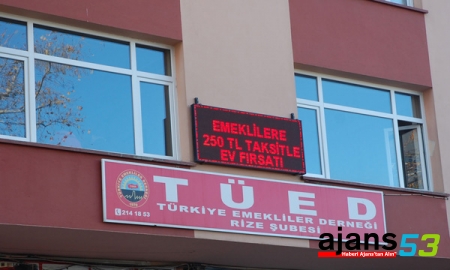 EMEKLİLERE
250 TL TAKSİTLE
EV FIRSATI
TÜED
TÜRKİYE EMEKLİLER DERNEĞİ
RİZE ŞUBESİ
214 18 53
ajans53
Haberi Ajans'tan Alın